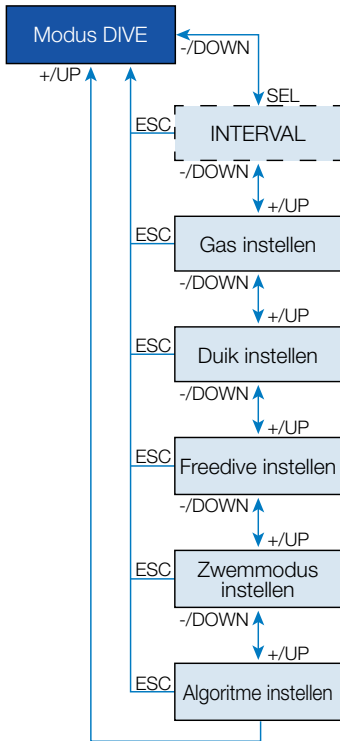 Modus DIVE
-/DOWN
+/UP
SEL
ESC
INTERVAL
-/DOWN
+/UP
ESC
Gas instellen
-/DOWN
+/UP
ESC
Duik instellen
-/DOWN
+/UP
ESC
Freedive instellen
-/DOWN
+/UP
ESC
Zwemmodus
instellen
-/DOWN
+/UP
ESC
Algoritme instellen